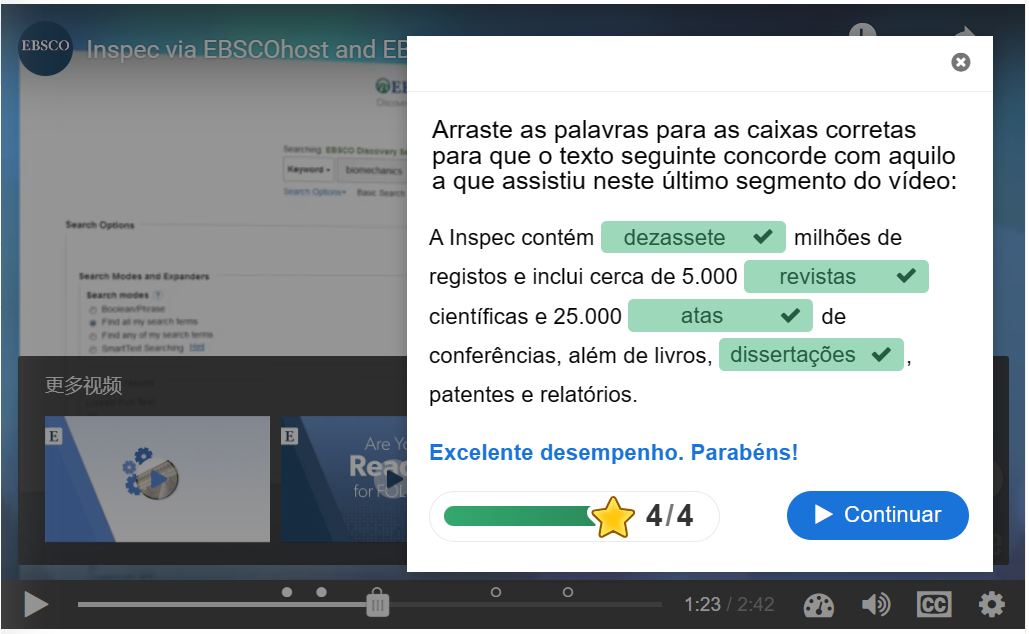 EBSCO
Inspec via EBSCOhost and EB
Searching: EBSCO Discovery Se
Keyword
biomechanics
Search Options
Basic Search
Search Options
Search Modes and Expanders
Search modes ?
Boolean/Phrase
Find all my search terms
Find any of my search terms
SmartText Searching Hint
更多视频
E
E
Are Yo
Read
for FOL
Arraste as palavras para as caixas corretas
para que o texto seguinte concorde com aquilo
a que assistiu neste último segmento do vídeo:
A Inspec contém dezassete milhões de
registos e inclui cerca de 5.000 revistas
científicas e 25.000 atas de
conferências, além de livros, dissertações ,
patentes e relatórios.
Excelente desempenho. Parabéns!
4/4
Continuar
1:23 / 2:42
CC